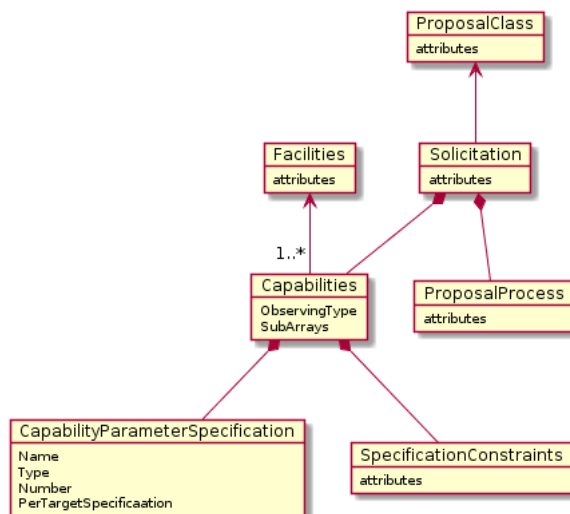 ProposalClass
attributes
Facilities
attributes
Solicitation
attributes
1..*
Capabilities
ObservingType
SubArrays
ProposalProcess
attributes
CapabilityParameterSpecification
Name
Type
Number
PerTargetSpecificaation
SpecificationConstraints
attributes